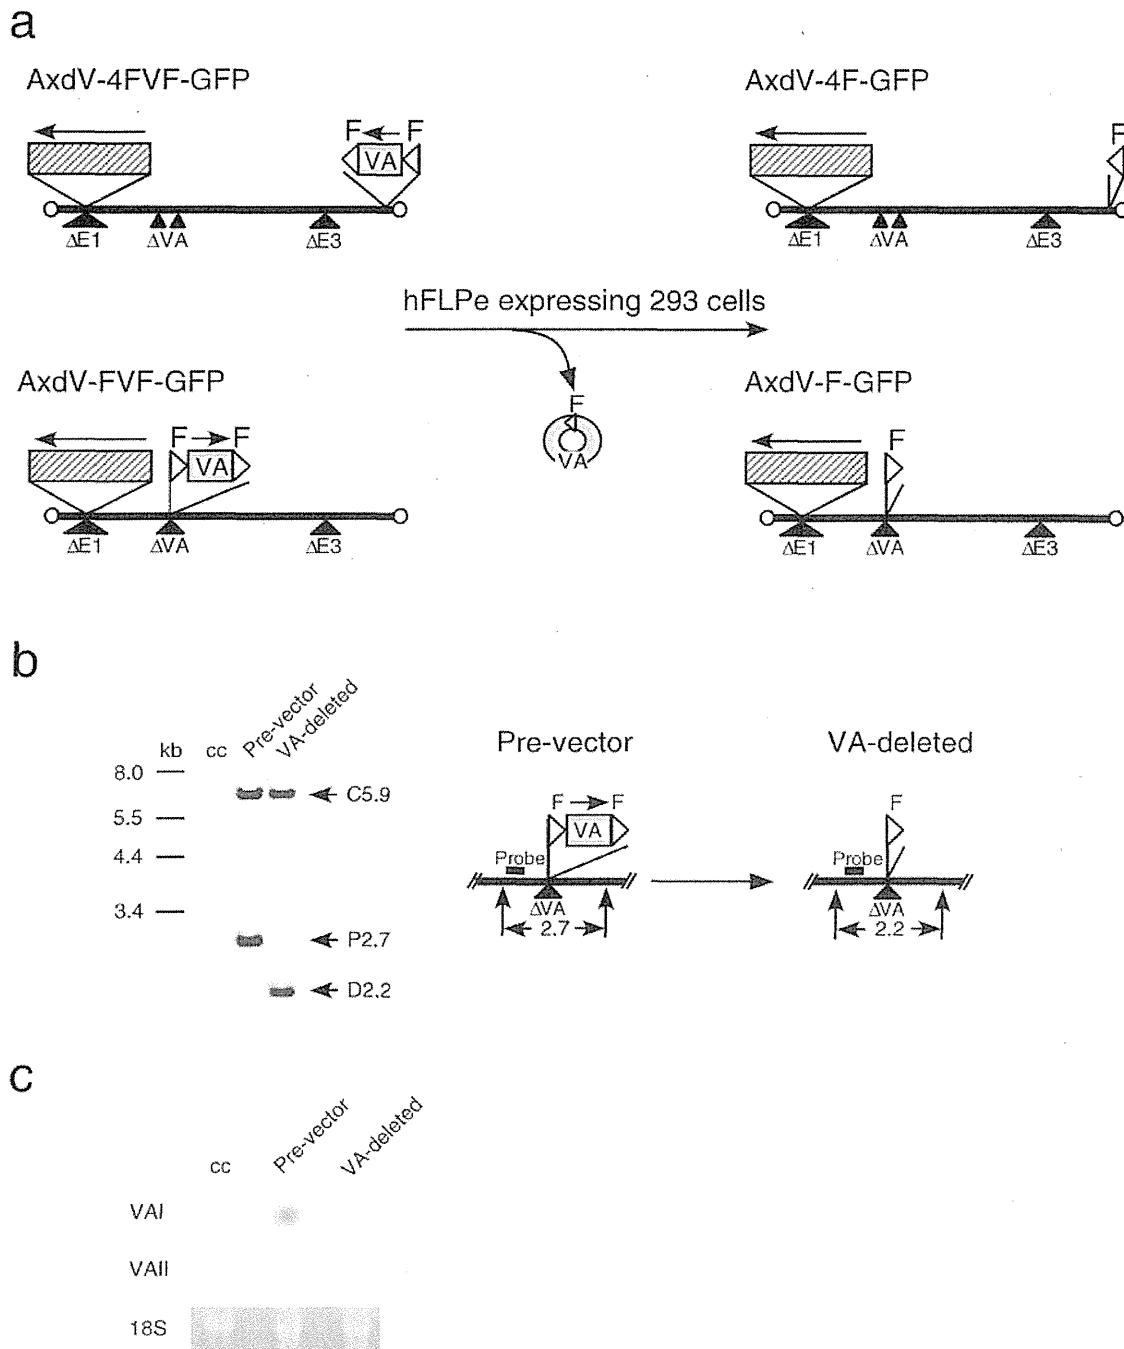 a
AxdV-4FVF-GFP
F F
VA
ΔE1 ΔVA ΔE3
AxdV-4F-GFP
F
ΔE1 ΔVA ΔE3
hFLPe expressing 293 cells
F
VA
AxdV-FVF-GFP
F F
VA
ΔE1 ΔVA ΔE3
AxdV-F-GFP
F
ΔE1 ΔVA ΔE3
b
kb cc Pre-vector VA-deleted
8.0
5.5
4.4
3.4
C5.9
P2.7
D2.2
Pre-vector
F F
VA
Probe
ΔVA
2.7
VA-deleted
F
Probe
ΔVA
2.2
c
cc Pre-vector VA-deleted
VAI
VAII
18S